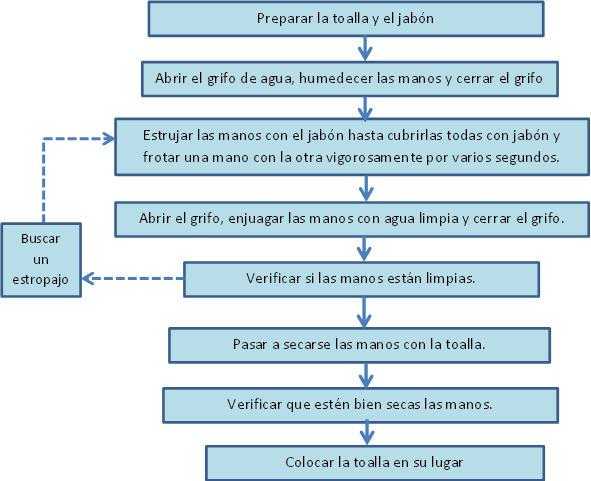 Preparar la toalla y el jabón
Abrir el grifo de agua, humedecer las manos y cerrar el grifo
Estrujar las manos con el jabón hasta cubrirlas todas con jabón y
frotar una mano con la otra vigorosamente por varios segundos.
Abrir el grifo, enjuagar las manos con agua limpia y cerrar el grifo.
Buscar
un
estropajo
Verificar si las manos están limpias.
Pasar a secarse las manos con la toalla.
Verificar que estén bien secas las manos.
Colocar la toalla en su lugar